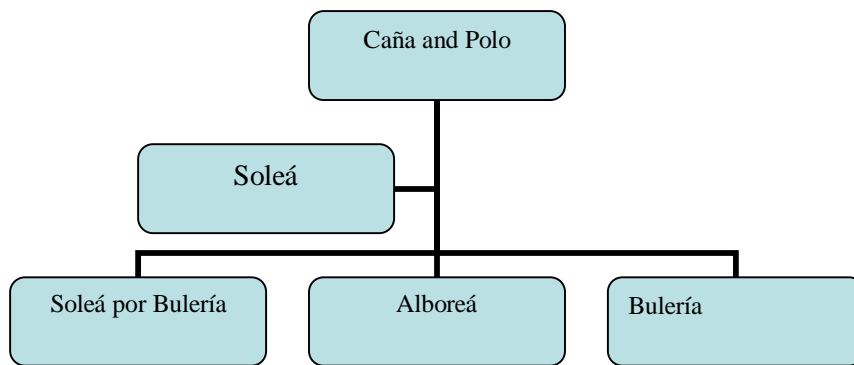 Caña and Polo
Soleá
Soleá por Bulería
Alboreá
Bulería